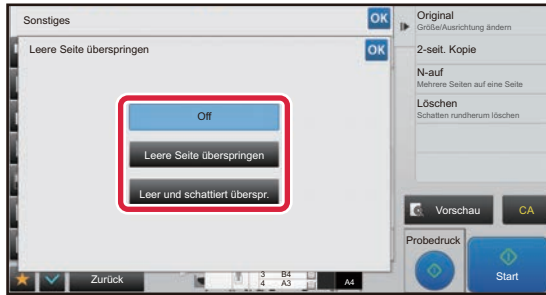 Sonstiges
OK
Leere Seite überspringen
OK
Off
Leere Seite überspringen
Leer und schattiert überspr.
Zurück
3 B4
4 A3
A4
Original
Größe/Ausrichtung ändern
2-seit. Kopie
N-auf
Mehrere Seiten auf eine Seite
Löschen
Schatten rundherum löschen
Vorschau
CA
Probedruck
Start